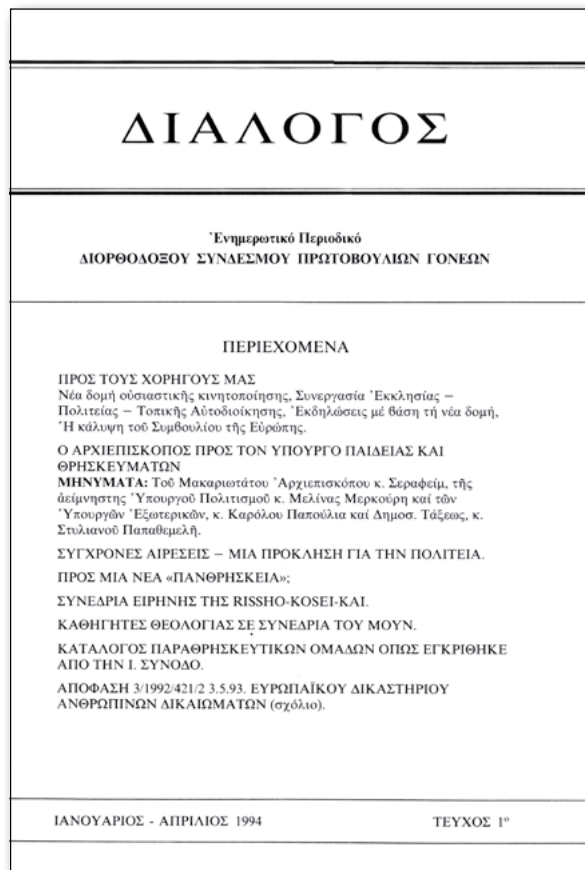 ΔΙΑΛΟΓΟΣ
Ἐνημερωτικό Περιοδικό
ΔΙΟΡΘΟΔΟΞΟΥ ΣΥΝΔΕΣΜΟΥ ΠΡΩΤΟΒΟΥΛΙΩΝ ΓΟΝΕΩΝ
ΠΕΡΙΕΧΟΜΕΝΑ
ΠΡΟΣ ΤΟΥΣ ΧΟΡΗΓΟΥΣ ΜΑΣ
Νέα δομή οὐσιαστικῆς κινητοποίησης, Συνεργασία Ἐκκλησίας –
Πολιτείας – Τοπικῆς Αὐτοδιοίκησης, Ἐκδηλώσεις μέ βάση τή νέα δομή,
Ἡ κάλυψη τοῦ Συμβουλίου τῆς Εὐρώπης.
Ο ΑΡΧΙΕΠΙΣΚΟΠΟΣ ΠΡΟΣ ΤΟΝ ΥΠΟΥΡΓΟ ΠΑΙΔΕΙΑΣ ΚΑΙ
ΘΡΗΣΚΕΥΜΑΤΩΝ
ΜΗΝΥΜΑΤΑ: Τοῦ Μακαριωτάτου Ἀρχιεπισκόπου κ. Σεραφείμ, τῆς
ἀείμνηστης Ὑπουργοῦ Πολιτισμοῦ κ. Μελίνας Μερκούρη καί τῶν
Ὑπουργῶν Ἐξωτερικῶν, κ. Καρόλου Παπούλια καί Δημοσ. Τάξεως, κ.
Στυλιανοῦ Παπαθεμελῆ.
ΣΥΓΧΡΟΝΕΣ ΑΙΡΕΣΕΙΣ – ΜΙΑ ΠΡΟΚΛΗΣΗ ΓΙΑ ΤΗΝ ΠΟΛΙΤΕΙΑ.
ΠΡΟΣ ΜΙΑ ΝΕΑ «ΠΑΝΘΡΗΣΚΕΙΑ»;
ΣΥΝΕΔΡΙΑ ΕΙΡΗΝΗΣ ΤΗΣ RISSHO-KOSEI-KAI.
ΚΑΘΗΓΗΤΕΣ ΘΕΟΛΟΓΙΑΣ ΣΕ ΣΥΝΕΔΡΙΑ ΤΟΥ ΜΟΥΝ.
ΚΑΤΑΛΟΓΟΣ ΠΑΡΑΘΡΗΣΚΕΥΤΙΚΩΝ ΟΜΑΔΩΝ ΟΠΩΣ ΕΓΚΡΙΘΗΚΕ
ΑΠΟ ΤΗΝ Ι. ΣΥΝΟΔΟ.
ΑΠΟΦΑΣΗ 3/1992/421/2 3.5.93. ΕΥΡΩΠΑΪΚΟΥ ΔΙΚΑΣΤΗΡΙΟΥ
ΑΝΘΡΩΠΙΝΩΝ ΔΙΚΑΙΩΜΑΤΩΝ (σχόλιο).
ΙΑΝΟΥΑΡΙΟΣ - ΑΠΡΙΛΙΟΣ 1994 ΤΕΥΧΟΣ 1º